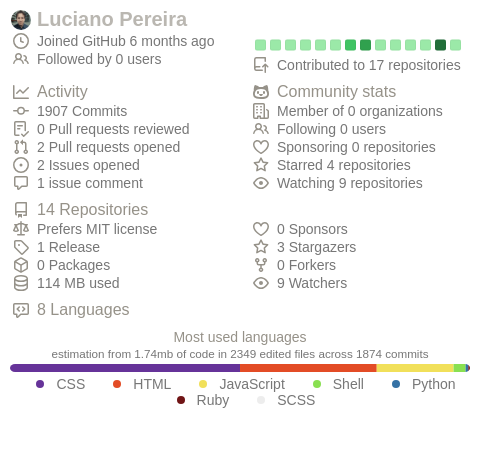 Luciano Pereira
Joined GitHub 6 months ago
Followed by 0 users
Contributed to 17 repositories
Activity
1907 Commits
0 Pull requests reviewed
2 Pull requests opened
2 Issues opened
1 issue comment
Community stats
Member of 0 organizations
Following 0 users
Sponsoring 0 repositories
Starred 4 repositories
Watching 9 repositories
14 Repositories
Prefers MIT license
1 Release
0 Packages
114 MB used
0 Sponsors
3 Stargazers
0 Forkers
9 Watchers
8 Languages
Most used languages
estimation from 1.74mb of code in 2349 edited files across 1874 commits
CSS HTML JavaScript Shell Python
Ruby SCSS